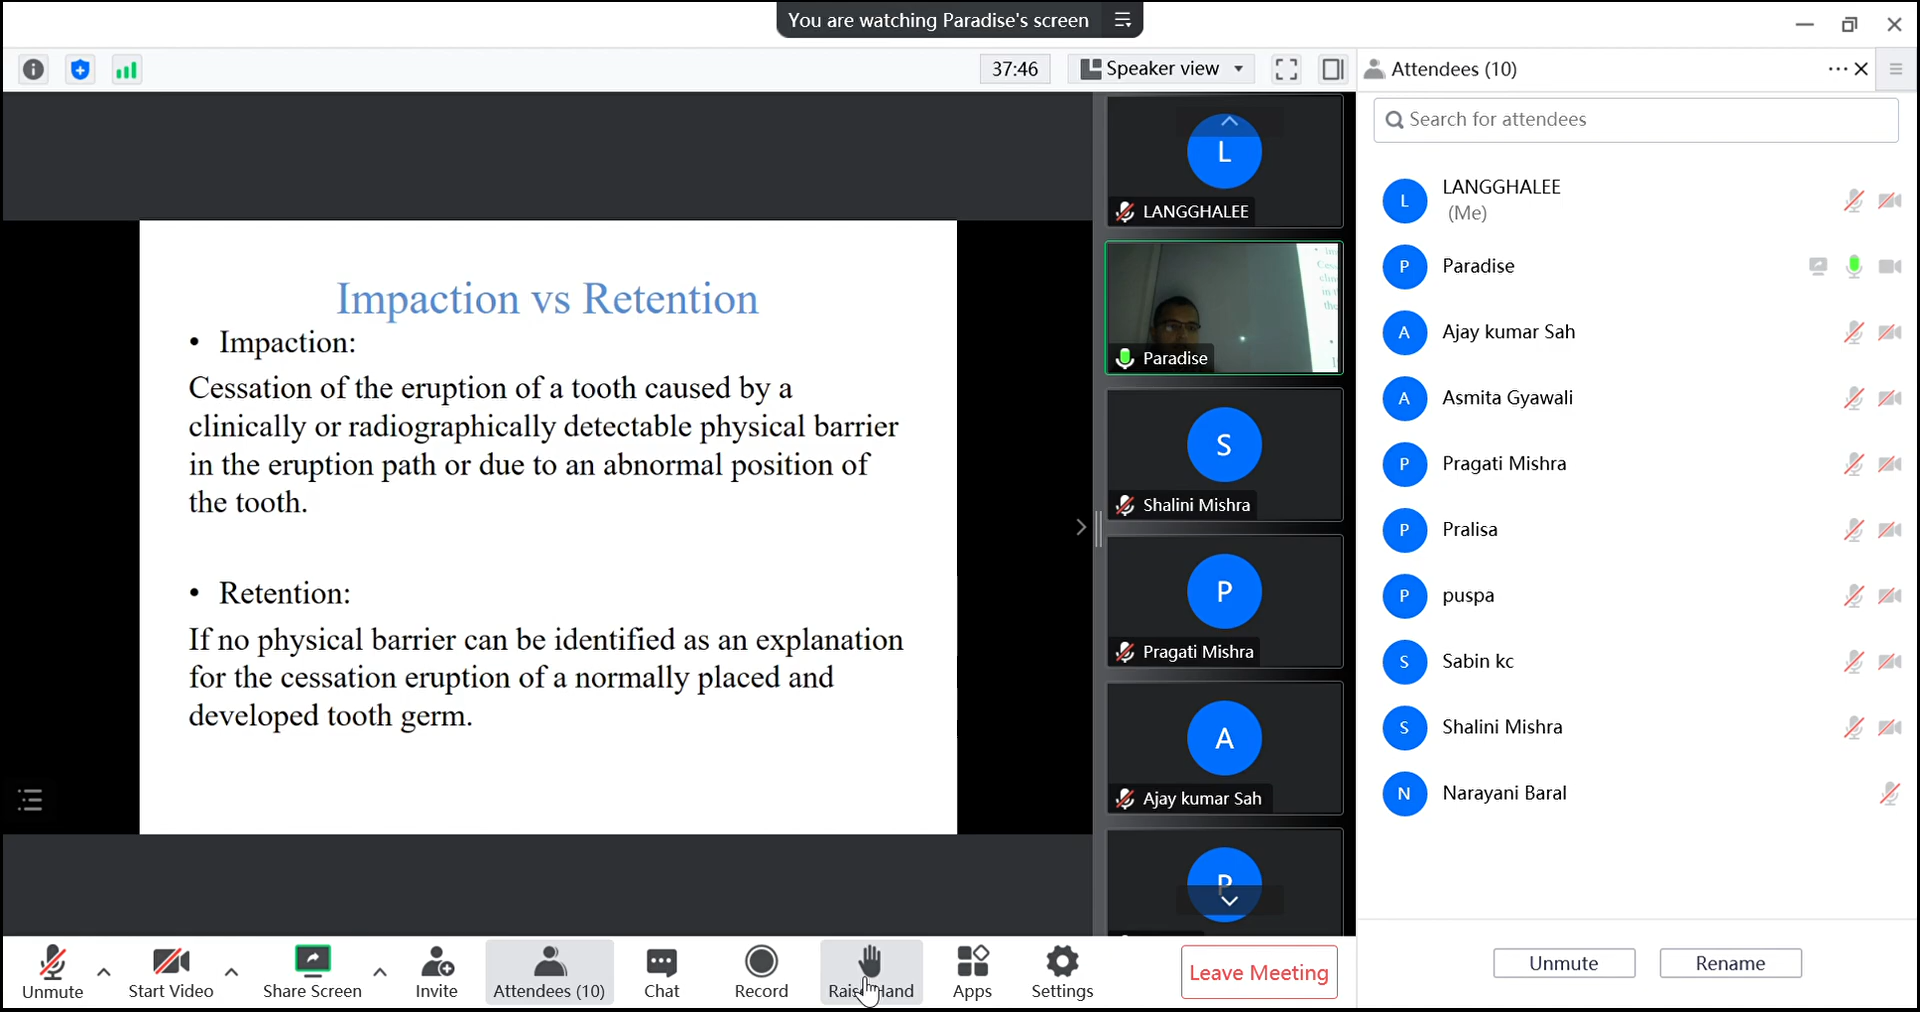 You are watching Paradise's screen
37:46
Speaker view
Attendees (10)
Search for attendees
Impaction vs Retention
• Impaction:
Cessation of the eruption of a tooth caused by a
clinically or radiographically detectable physical barrier
in the eruption path or due to an abnormal position of
the tooth.
• Retention:
If no physical barrier can be identified as an explanation
for the cessation eruption of a normally placed and
developed tooth germ.
L
LANGGHALEE
Paradise
S
Shalini Mishra
P
Pragati Mishra
A
Ajay kumar Sah
P
L LANGGHALEE
(Me)
P Paradise
A Ajay kumar Sah
A Asmita Gyawali
P Pragati Mishra
P Pralisa
P puspa
S Sabin kc
S Shalini Mishra
N Narayani Baral
Unmute
Start Video
Share Screen
Invite
Attendees (10)
Chat
Record
Raise Hand
Apps
Settings
Leave Meeting
Unmute
Rename